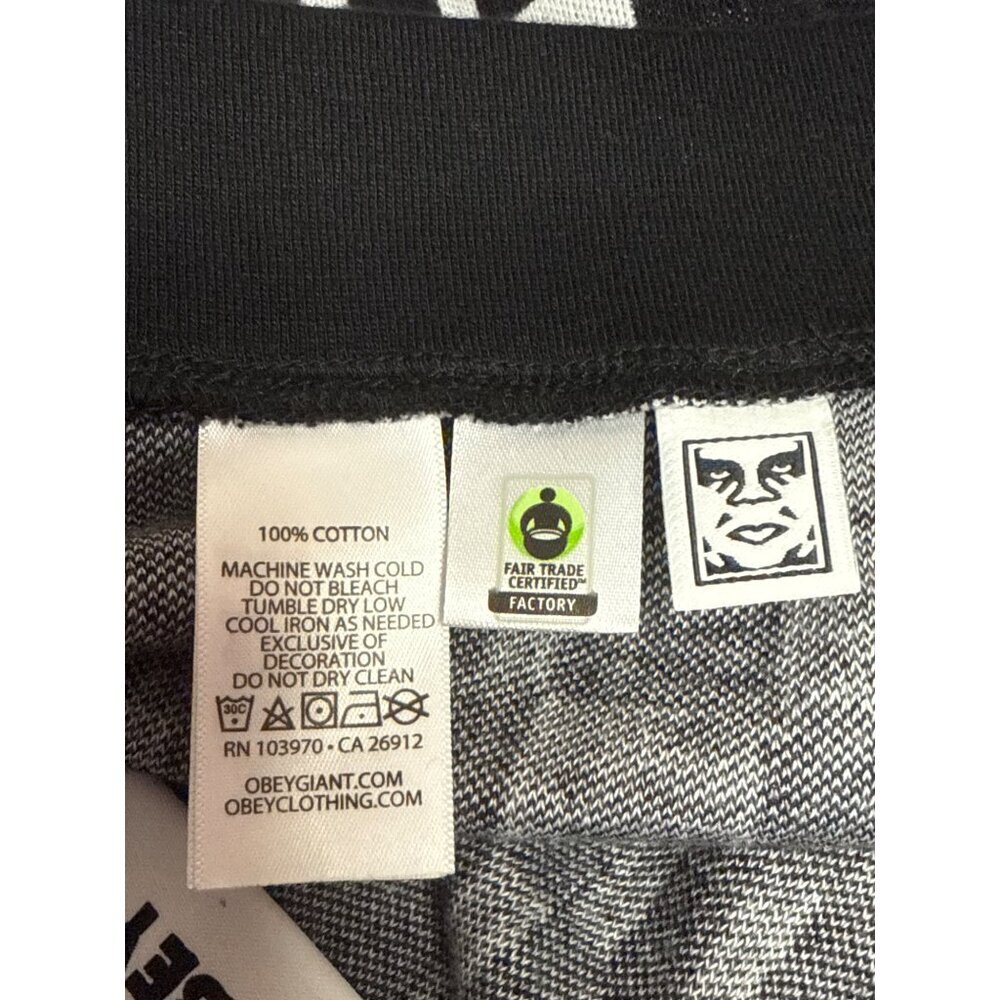 100% COTTON
MACHINE WASH COLD
DO NOT BLEACH
TUMBLE DRY LOW
COOL IRON AS NEEDED
EXCLUSIVE OF
DECORATION
DO NOT DRY CLEAN
30C
RN 103970 • CA 26912
OBEYGIANT.COM
OBEYCLOTHING.COM
FAIR TRADE
CERTIFIED™
FACTORY